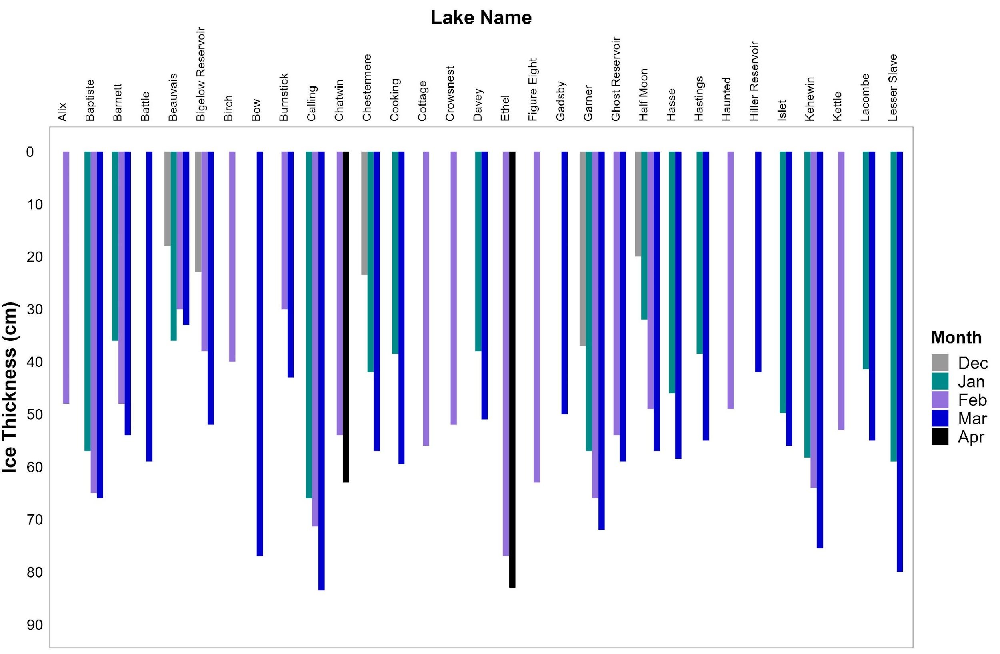 Lake Name
Alix
Baptiste
Barnett
Battle
Beauvais
Bigelow Reservoir
Birch
Bow
Burnstick
Calling
Chatwin
Chestermere
Cooking
Cottage
Crowsnest
Davey
Ethel
Figure Eight
Gadsby
Garner
Ghost Reservoir
Half Moon
Hasse
Hastings
Haunted
Hiller Reservoir
Islet
Kehewin
Kettle
Lacombe
Lesser Slave
Ice Thickness (cm)
0
10
20
30
40
50
60
70
80
90
Month
Dec
Jan
Feb
Mar
Apr